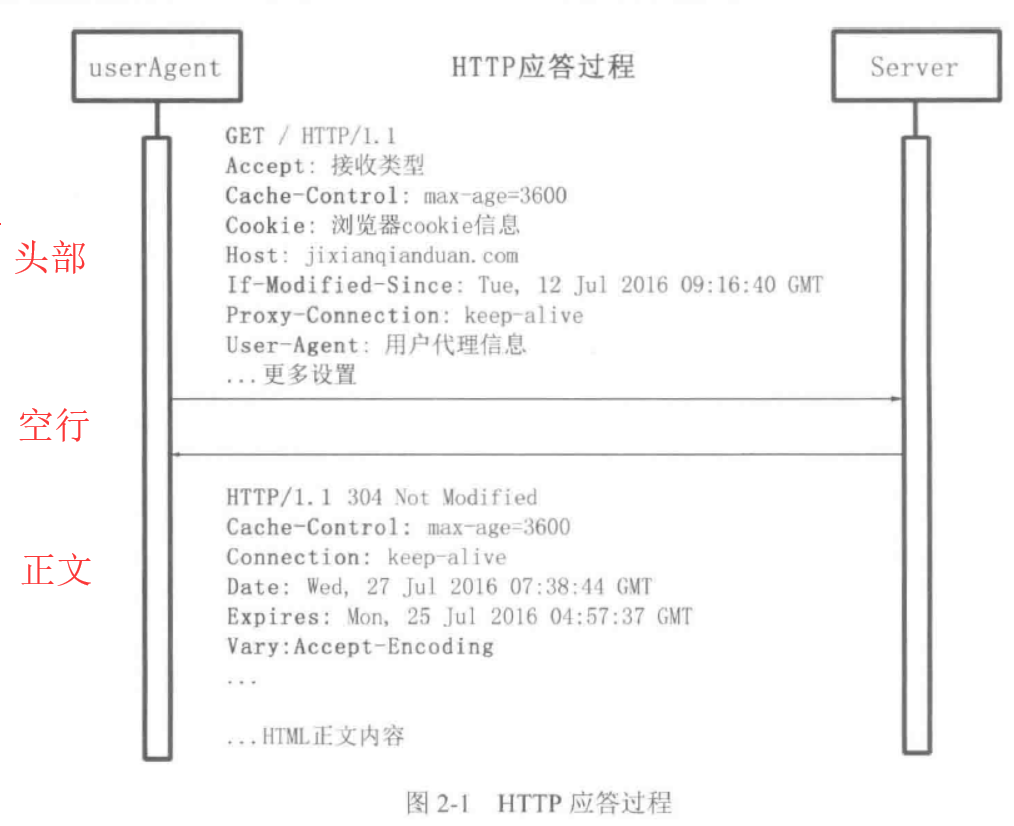 userAgent
HTTP应答过程
Server
GET / HTTP/1.1
Accept: 接收类型
Cache-Control: max-age=3600
Cookie: 浏览器cookie信息
Host: jixianqianduan.com
If-Modified-Since: Tue, 12 Jul 2016 09:16:40 GMT
Proxy-Connection: keep-alive
User-Agent: 用户代理信息
...更多设置
头部
空行
正文
HTTP/1.1 304 Not Modified
Cache-Control: max-age=3600
Connection: keep-alive
Date: Wed, 27 Jul 2016 07:38:44 GMT
Expires: Mon, 25 Jul 2016 04:57:37 GMT
Vary:Accept-Encoding
...
...HTML正文内容
图 2-1 HTTP 应答过程